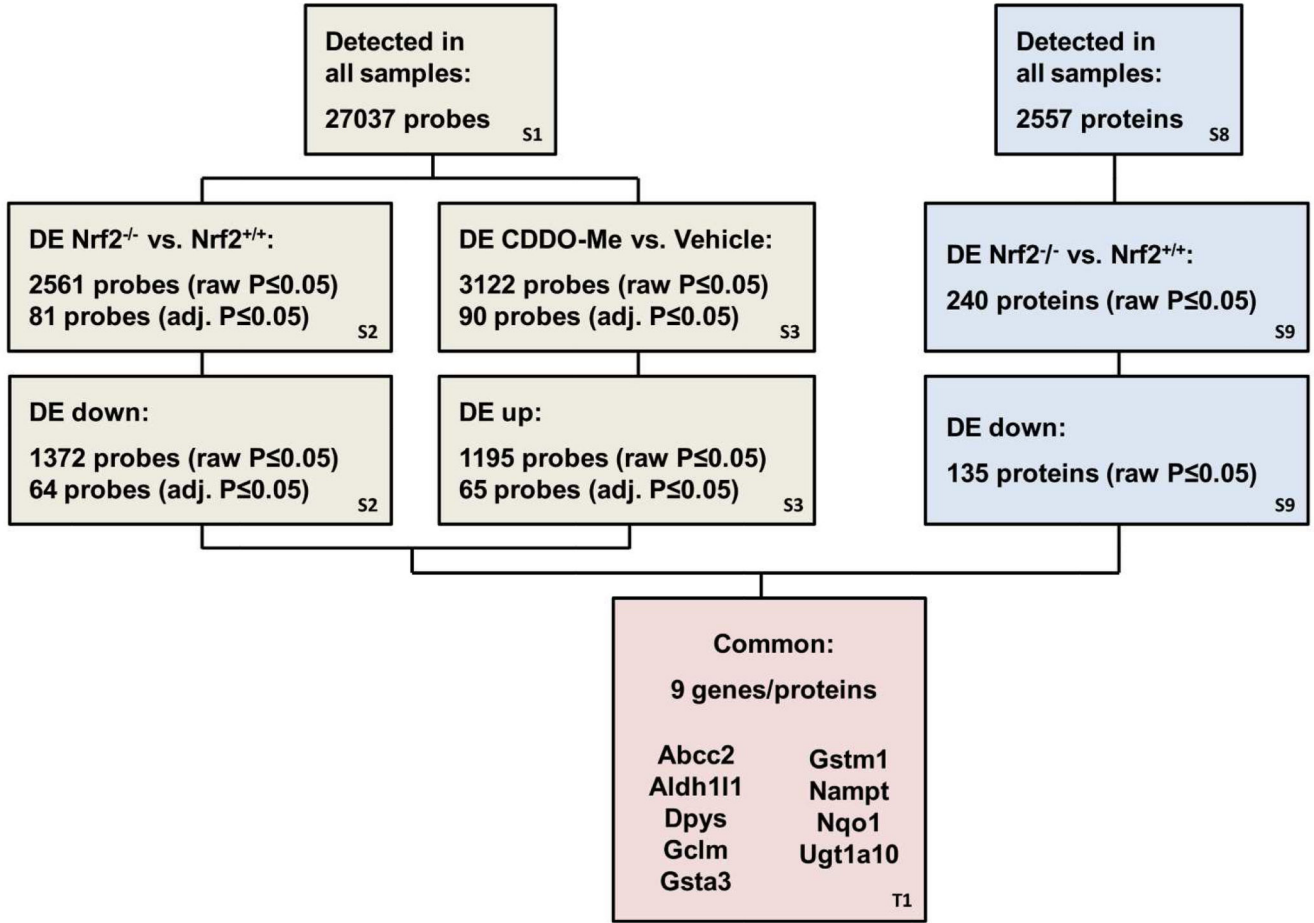 Detected in
all samples:
27037 probes
S1
Detected in
all samples:
2557 proteins
S8
DE Nrf2-/- vs. Nrf2+/+:
2561 probes (raw P≤0.05)
81 probes (adj. P≤0.05)
S2
DE CDDO-Me vs. Vehicle:
3122 probes (raw P≤0.05)
90 probes (adj. P≤0.05)
S3
DE Nrf2-/- vs. Nrf2+/+:
240 proteins (raw P≤0.05)
S9
DE down:
1372 probes (raw P≤0.05)
64 probes (adj. P≤0.05)
S2
DE up:
1195 probes (raw P≤0.05)
65 probes (adj. P≤0.05)
S3
DE down:
135 proteins (raw P≤0.05)
S9
Common:
9 genes/proteins
Abcc2
Aldh1l1
Dpys
Gclm
Gsta3
Gstm1
Nampt
Nqo1
Ugt1a10
T1